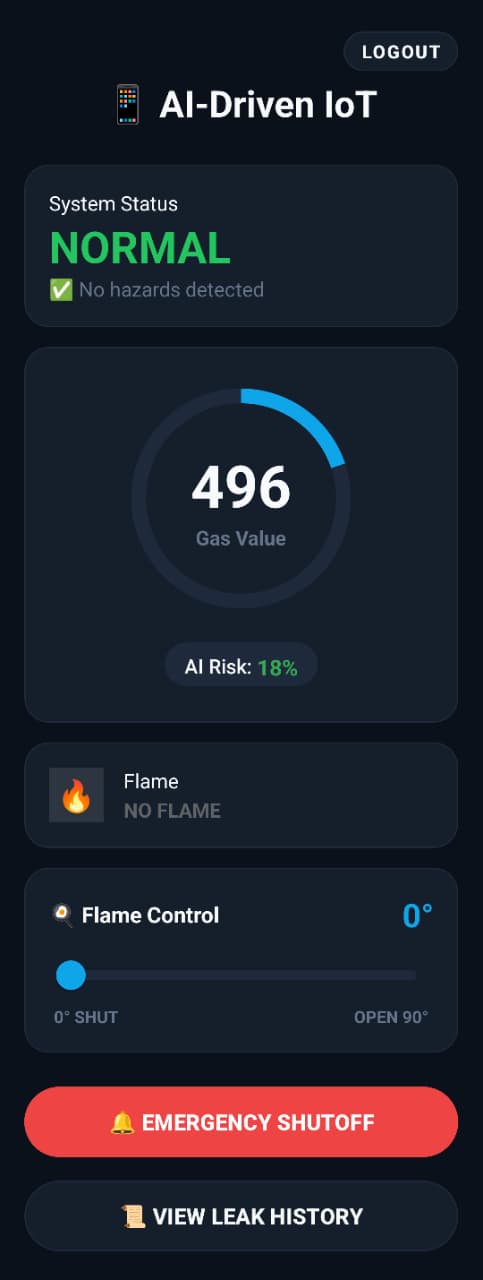 LOGOUT
📱 AI-Driven IoT
System Status
NORMAL
✅ No hazards detected
496
Gas Value
AI Risk: 18%
Flame
NO FLAME
🍳 Flame Control 0°
0° SHUT OPEN 90°
🔔 EMERGENCY SHUTOFF
📜 VIEW LEAK HISTORY